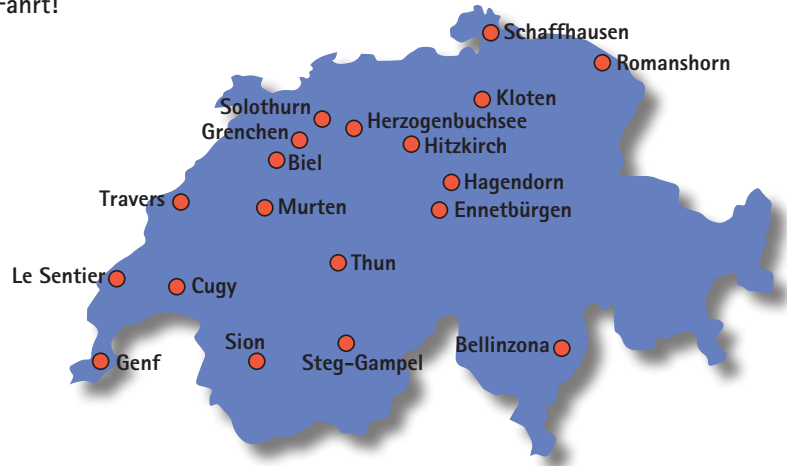 Fahrt!
Schaffhausen
Romanshorn
Kloten
Solothurn
Herzogenbuchsee
Grenchen
Hitzkirch
Biel
Hagendorn
Travers
Murten
Ennetbürgen
Thun
Le Sentier
Cugy
Sion
Bellinzona
Genf
Steg-Gampel